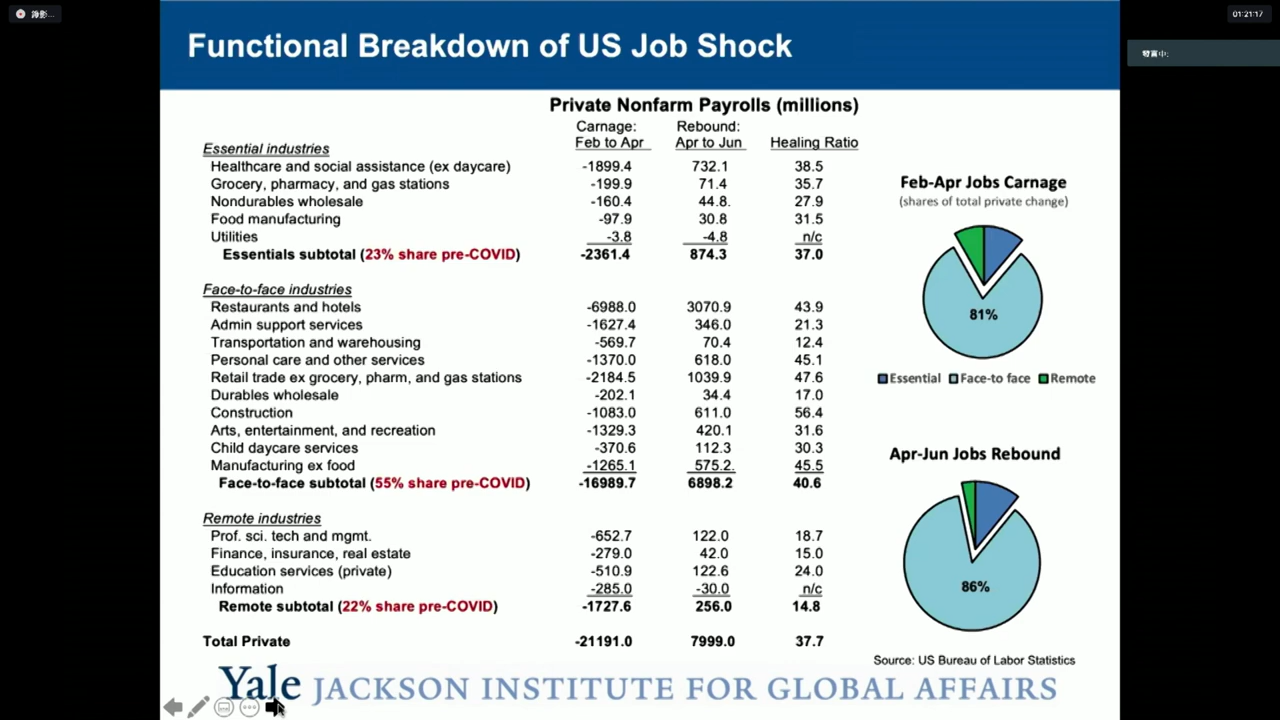 錄影...
01:21:17
發言中:
Functional Breakdown of US Job Shock
Private Nonfarm Payrolls (millions)
Carnage: Rebound:
Feb to Apr Apr to Jun Healing Ratio
Essential industries
Healthcare and social assistance (ex daycare) -1899.4 732.1 38.5
Grocery, pharmacy, and gas stations -199.9 71.4 35.7
Nondurables wholesale -160.4 44.8. 27.9
Food manufacturing -97.9 30.8 31.5
Utilities -3.8 -4.8 n/c
Essentials subtotal (23% share pre-COVID) -2361.4 874.3 37.0
Face-to-face industries
Restaurants and hotels -6988.0 3070.9 43.9
Admin support services -1627.4 346.0 21.3
Transportation and warehousing -569.7 70.4 12.4
Personal care and other services -1370.0 618.0 45.1
Retail trade ex grocery, pharm, and gas stations -2184.5 1039.9 47.6
Durables wholesale -202.1 34.4 17.0
Construction -1083.0 611.0 56.4
Arts, entertainment, and recreation -1329.3 420.1 31.6
Child daycare services -370.6 112.3 30.3
Manufacturing ex food -1265.1 575.2. 45.5
Face-to-face subtotal (55% share pre-COVID) -16989.7 6898.2 40.6
Remote industries
Prof. sci. tech and mgmt. -652.7 122.0 18.7
Finance, insurance, real estate -279.0 42.0 15.0
Education services (private) -510.9 122.6 24.0
Information -285.0 -30.0 n/c
Remote subtotal (22% share pre-COVID) -1727.6 256.0 14.8
Total Private -21191.0 7999.0 37.7
Feb-Apr Jobs Carnage
(shares of total private change)
81%
Essential Face-to face Remote
Apr-Jun Jobs Rebound
86%
Source: US Bureau of Labor Statistics
Yale JACKSON INSTITUTE FOR GLOBAL AFFAIRS